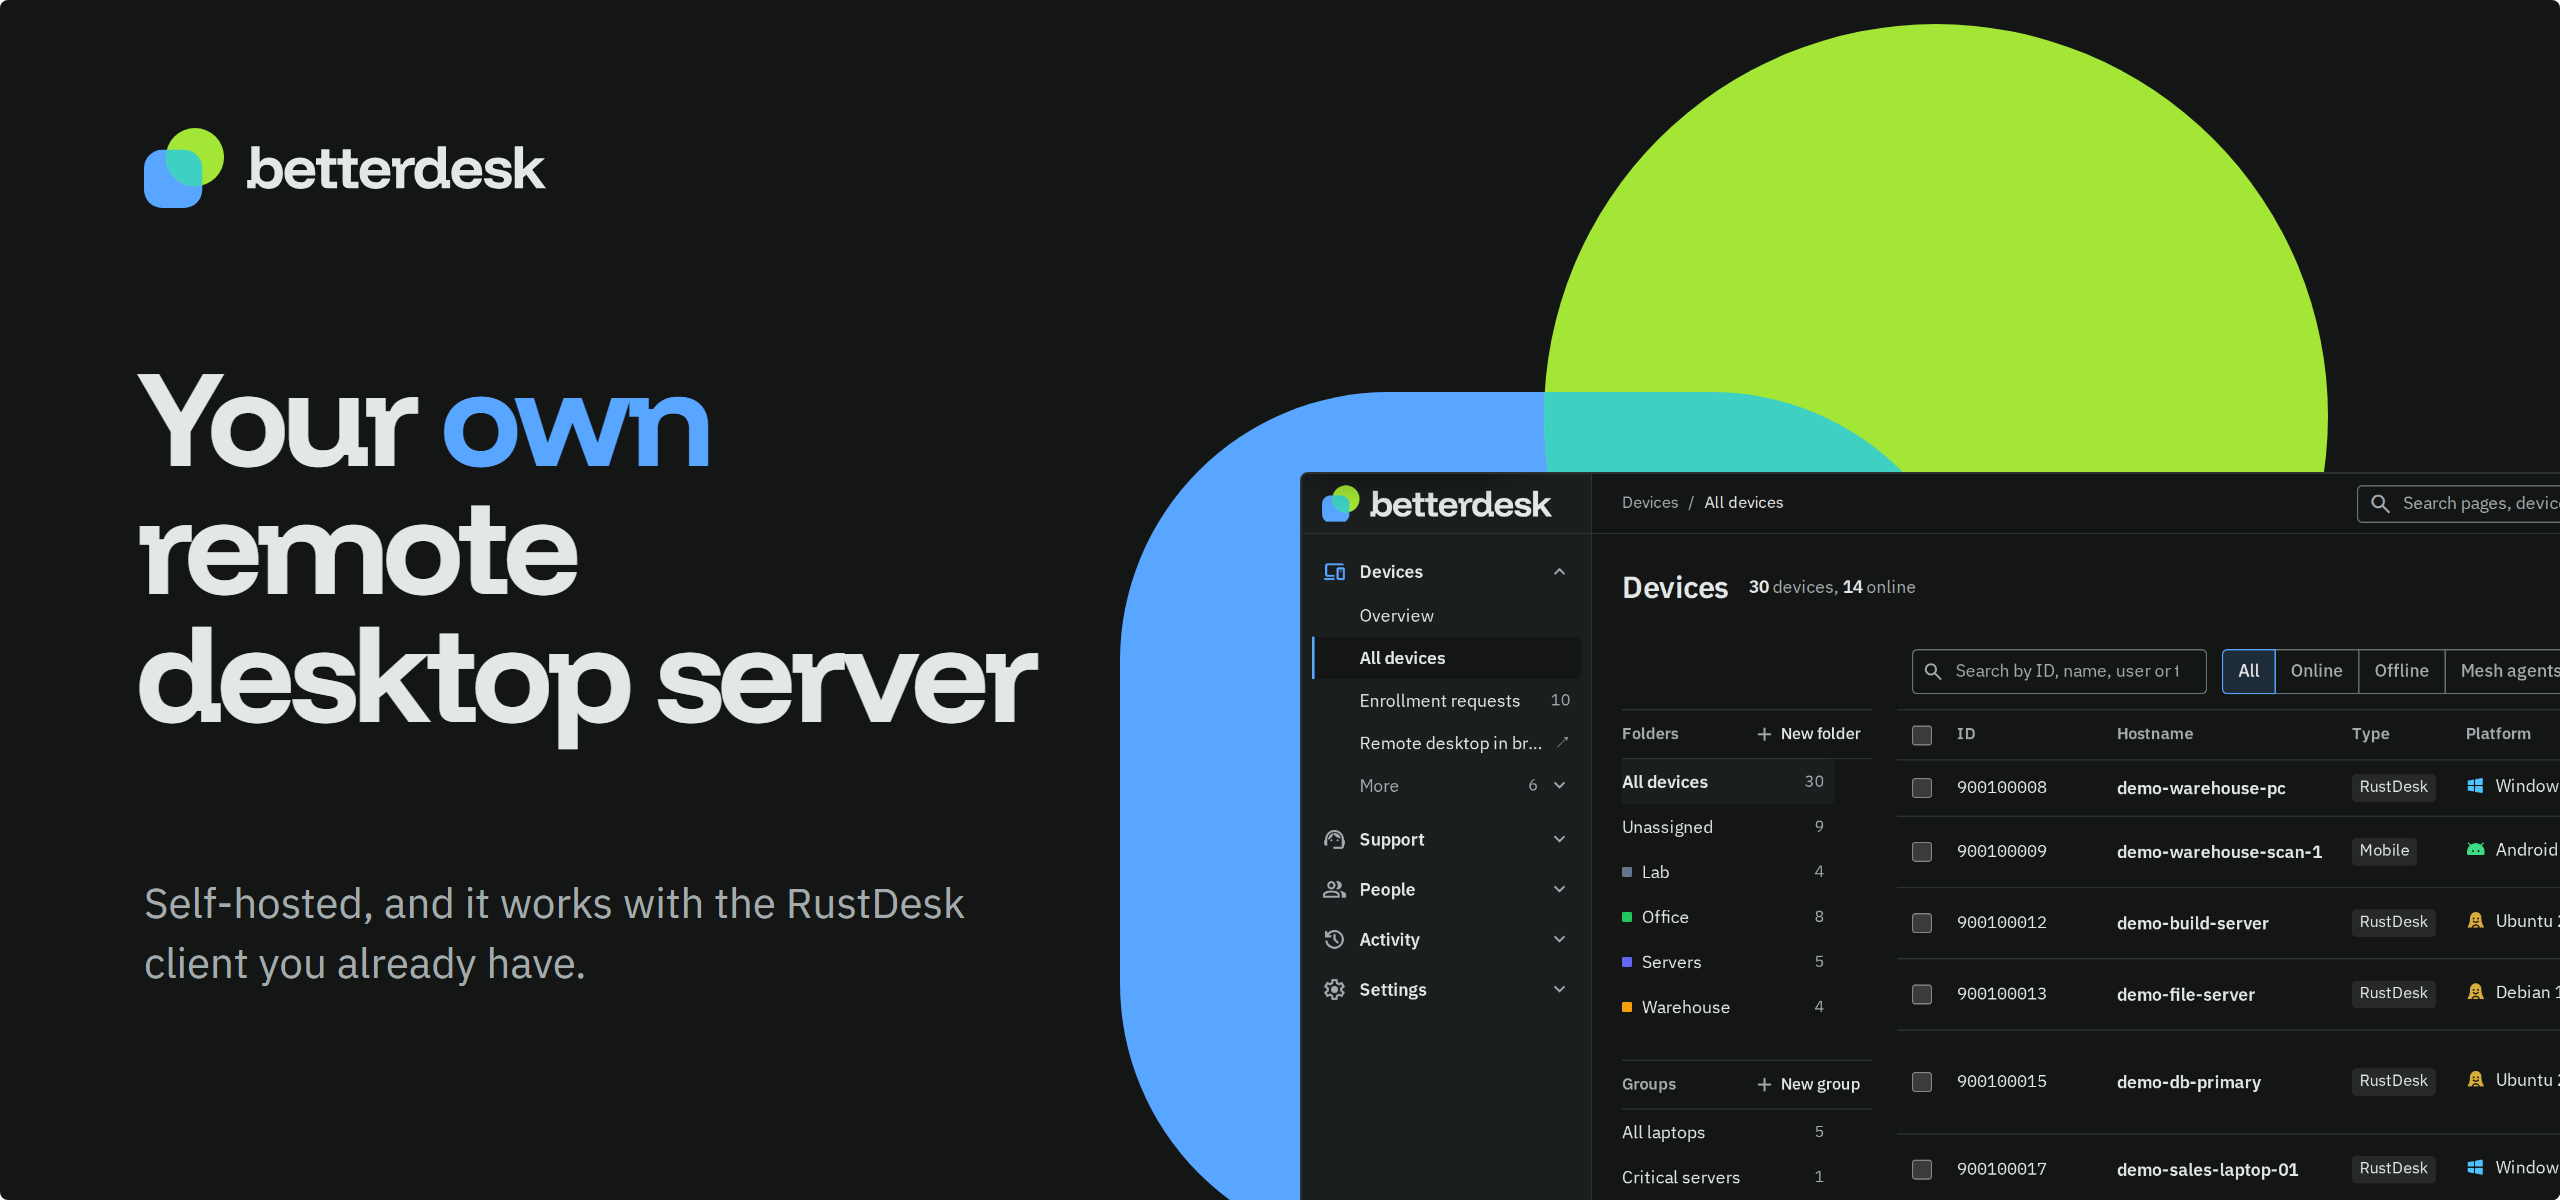 betterdesk
Your own
remote
desktop server
Self-hosted, and it works with the RustDesk
client you already have.
betterdesk
Devices / All devices
Search pages, devic
Devices
Overview
All devices
Enrollment requests 10
Remote desktop in br...
More 6
Support
People
Activity
Settings
Devices 30 devices, 14 online
Search by ID, name, user or t
All Online Offline Mesh agents
Folders + New folder
All devices 30
Unassigned 9
Lab 4
Office 8
Servers 5
Warehouse 4
Groups + New group
All laptops 5
Critical servers 1
ID Hostname Type Platform
900100008 demo-warehouse-pc RustDesk Window
900100009 demo-warehouse-scan-1 Mobile Android
900100012 demo-build-server RustDesk Ubuntu
900100013 demo-file-server RustDesk Debian 1
900100015 demo-db-primary RustDesk Ubuntu
900100017 demo-sales-laptop-01 RustDesk Window